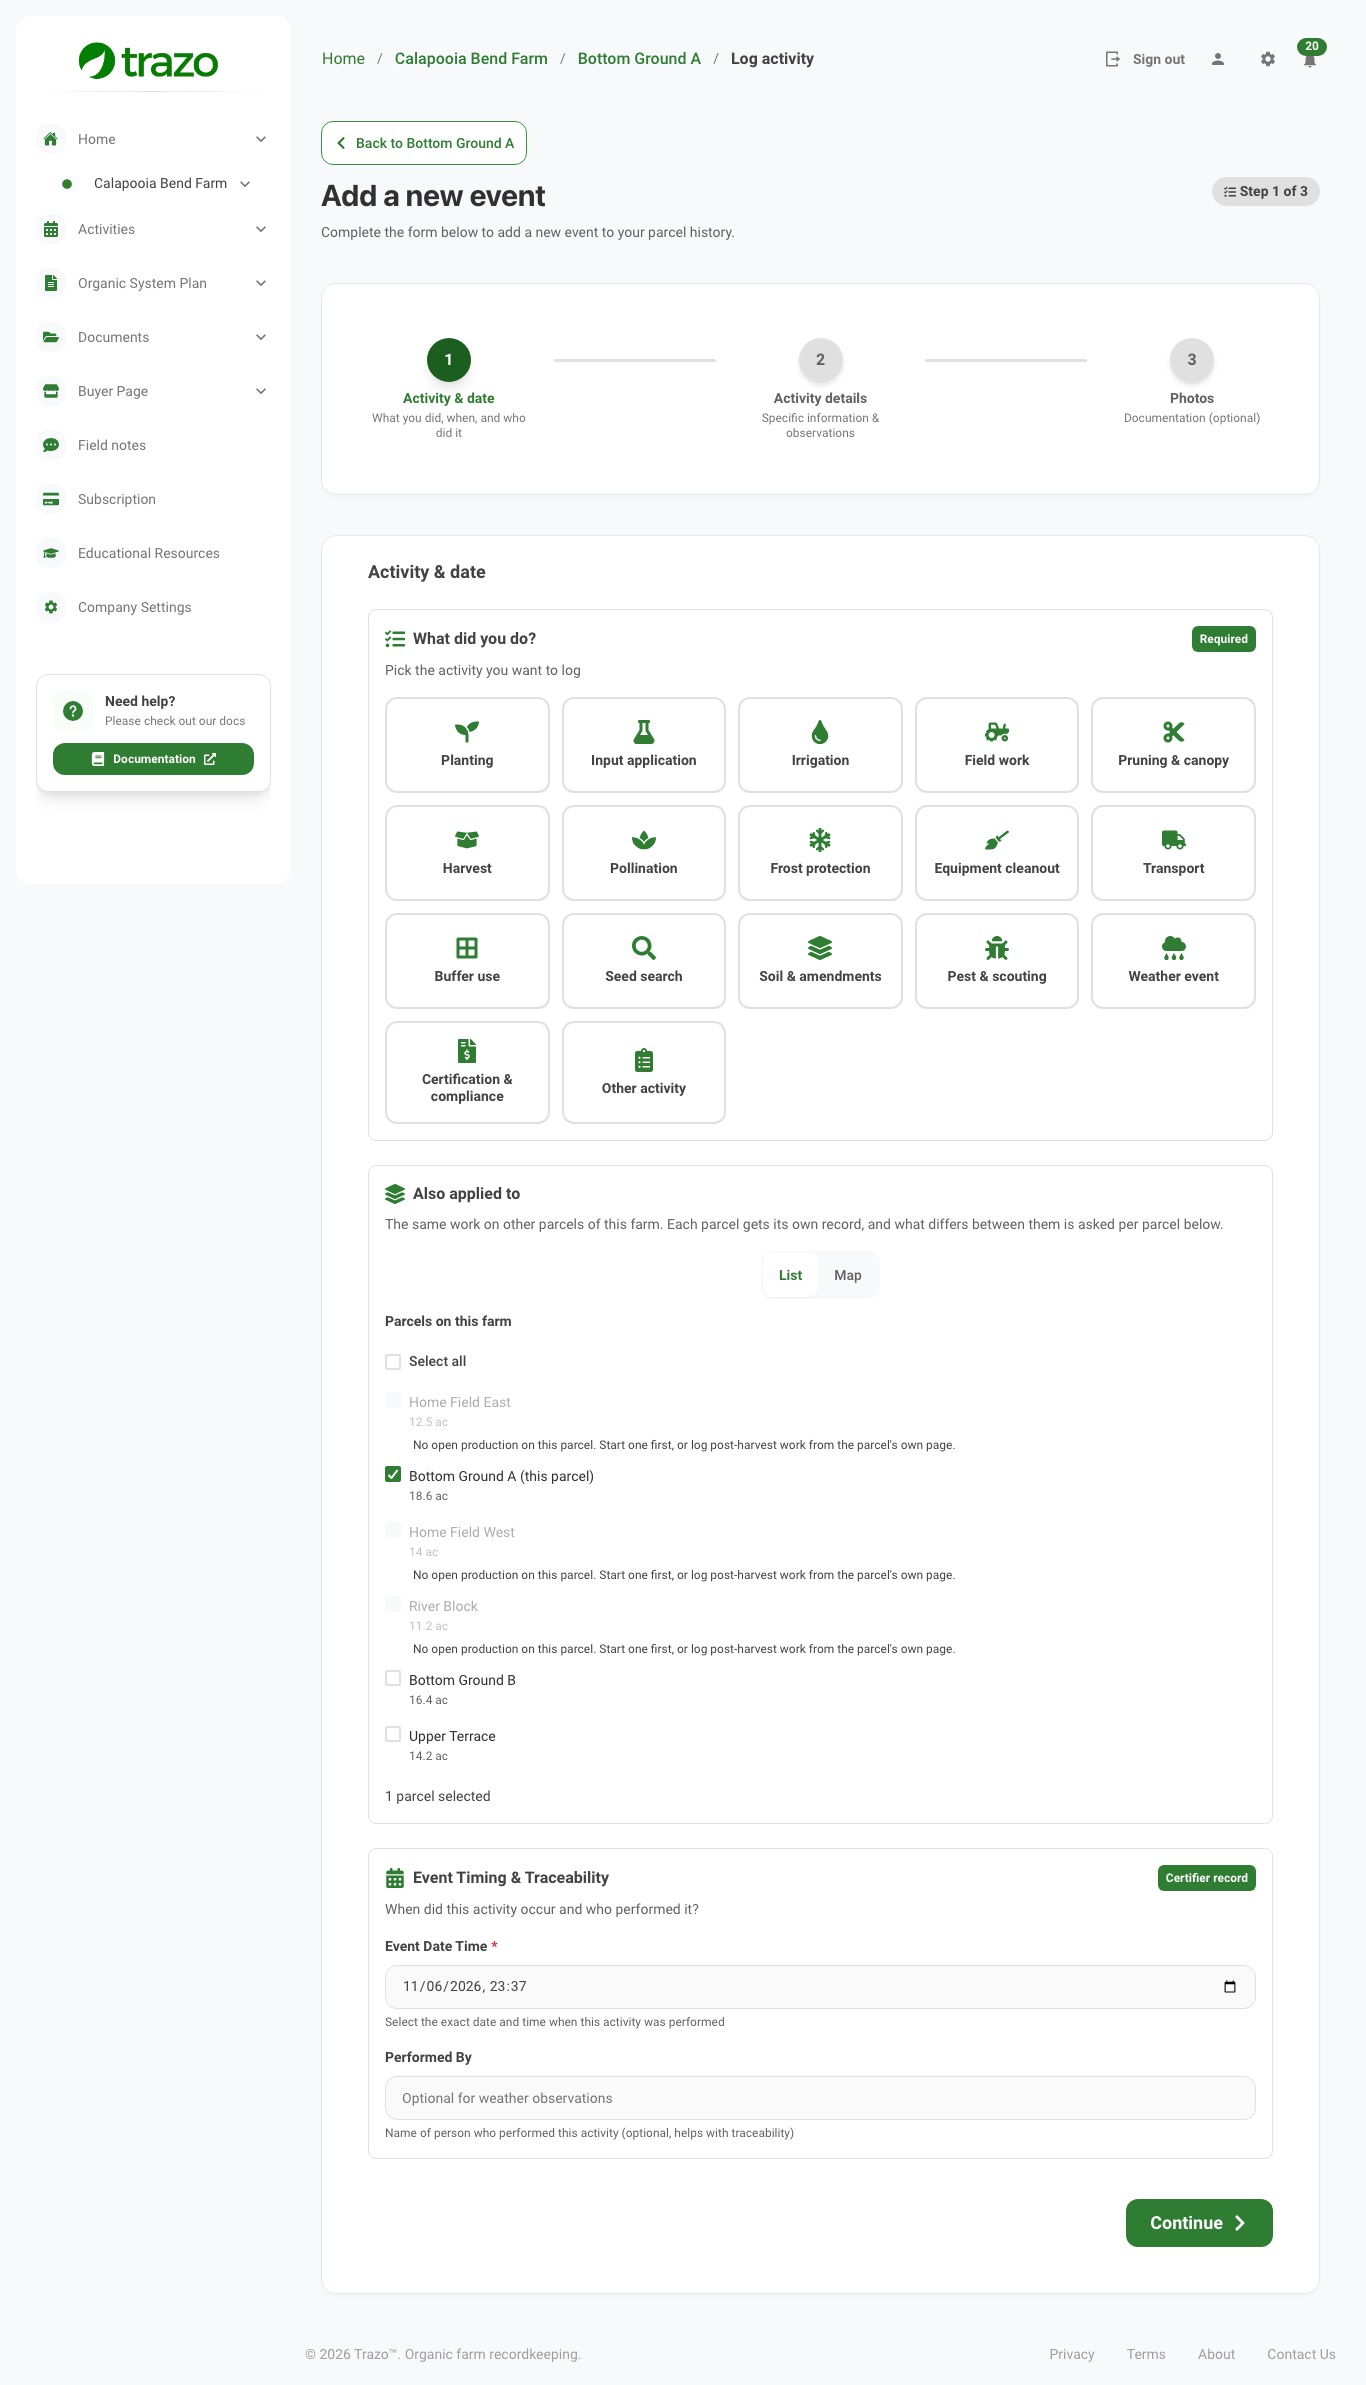 trazo
Home / Calapooia Bend Farm / Bottom Ground A / Log activity
Sign out
20
Home
Calapooia Bend Farm
Activities
Organic System Plan
Documents
Buyer Page
Field notes
Subscription
Educational Resources
Company Settings
Need help?
Please check out our docs
Documentation
Back to Bottom Ground A
Add a new event
Step 1 of 3
Complete the form below to add a new event to your parcel history.
1
Activity & date
What you did, when, and who
did it
2
Activity details
Specific information &
observations
3
Photos
Documentation (optional)
Activity & date
What did you do?
Required
Pick the activity you want to log
Planting
Input application
Irrigation
Field work
Pruning & canopy
Harvest
Pollination
Frost protection
Equipment cleanout
Transport
Buffer use
Seed search
Soil & amendments
Pest & scouting
Weather event
Certification &
compliance
Other activity
Also applied to
The same work on other parcels of this farm. Each parcel gets its own record, and what differs between them is asked per parcel below.
List
Map
Parcels on this farm
Select all
Home Field East
12.5 ac
No open production on this parcel. Start one first, or log post-harvest work from the parcel's own page.
Bottom Ground A (this parcel)
18.6 ac
Home Field West
14 ac
No open production on this parcel. Start one first, or log post-harvest work from the parcel's own page.
River Block
11.2 ac
No open production on this parcel. Start one first, or log post-harvest work from the parcel's own page.
Bottom Ground B
16.4 ac
Upper Terrace
14.2 ac
1 parcel selected
Event Timing & Traceability
Certifier record
When did this activity occur and who performed it?
Event Date Time *
11/06/2026, 23:37
Select the exact date and time when this activity was performed
Performed By
Optional for weather observations
Name of person who performed this activity (optional, helps with traceability)
Continue
© 2026 Trazo™. Organic farm recordkeeping.
Privacy
Terms
About
Contact Us